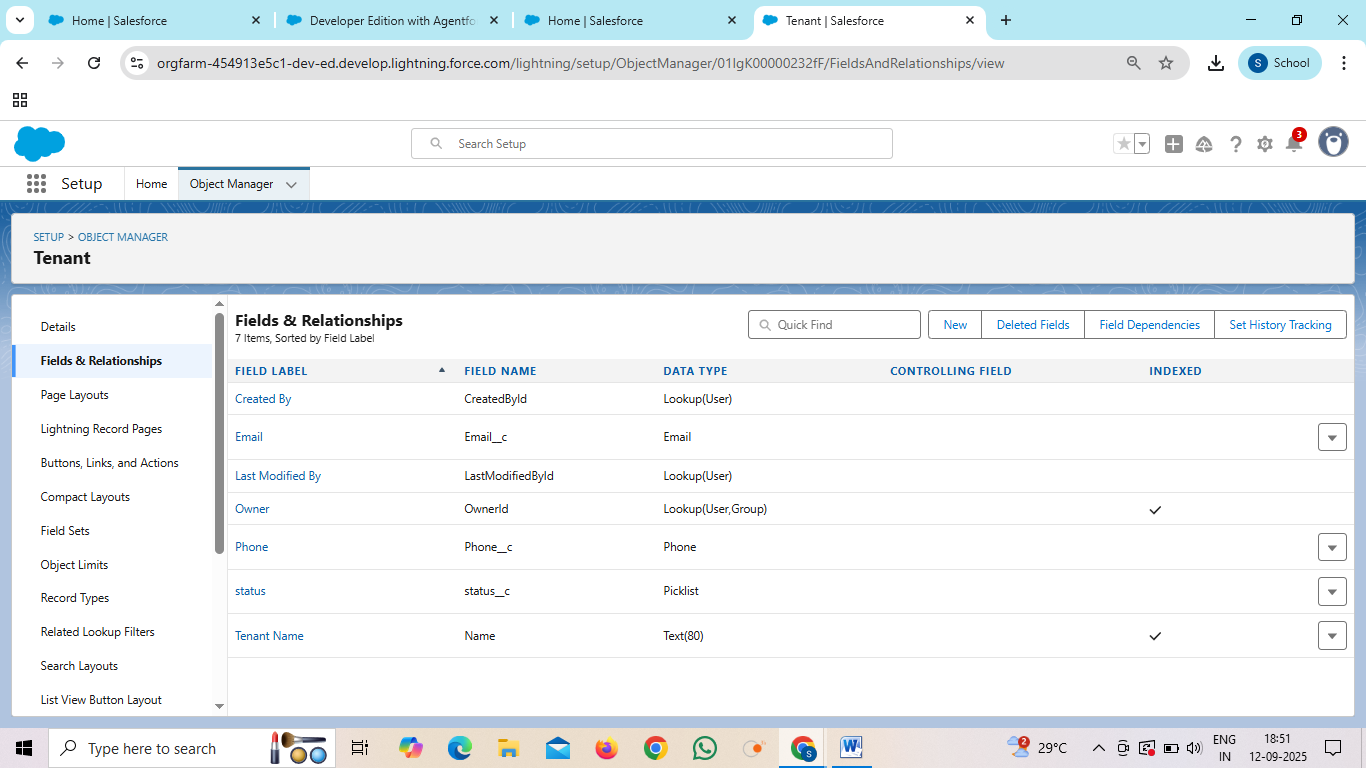 Home | Salesforce
Developer Edition with Agentfo
Home | Salesforce
Tenant | Salesforce
orgfarm-454913e5c1-dev-ed.develop.lightning.force.com/lightning/setup/ObjectManager/01IgK00000232fF/FieldsAndRelationships/view
S School
Search Setup
3
Setup
Home
Object Manager
SETUP > OBJECT MANAGER
Tenant
Details
Fields & Relationships
Page Layouts
Lightning Record Pages
Buttons, Links, and Actions
Compact Layouts
Field Sets
Object Limits
Record Types
Related Lookup Filters
Search Layouts
List View Button Layout
Fields & Relationships
7 Items, Sorted by Field Label
Quick Find
New
Deleted Fields
Field Dependencies
Set History Tracking
FIELD LABEL FIELD NAME DATA TYPE CONTROLLING FIELD INDEXED
Created By CreatedById Lookup(User)
Email Email__c Email
Last Modified By LastModifiedById Lookup(User)
Owner OwnerId Lookup(User,Group)
Phone Phone__c Phone
status status__c Picklist
Tenant Name Name Text(80)
Type here to search
S
W
2
29°C
ENG
IN
18:51
12-09-2025